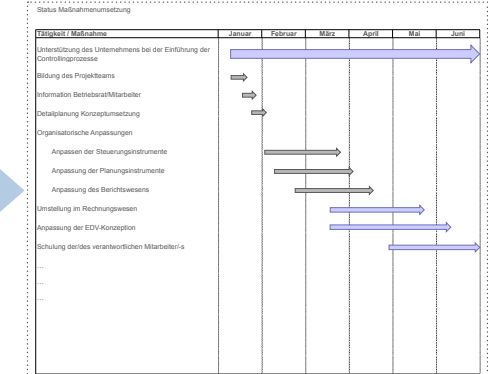 Status Maßnahmenumsetzung
Tätigkeit / Maßnahme Januar Februar März April Mai Juni
Unterstützung des Unternehmens bei der Einführung der
Controllingprozesse
Bildung des Projektteams
Information Betriebsrat/Mitarbeiter
Detailplanung Konzeptumsetzung
Organisatorische Anpassungen
Anpassen der Steuerungsinstrumente
Anpassung der Planungsinstrumente
Anpassung des Berichtswesens
Umstellung im Rechnungswesen
Anpassung der EDV-Konzeption
Schulung der/des verantwortlichen Mitarbeiter/-s
...
...
...